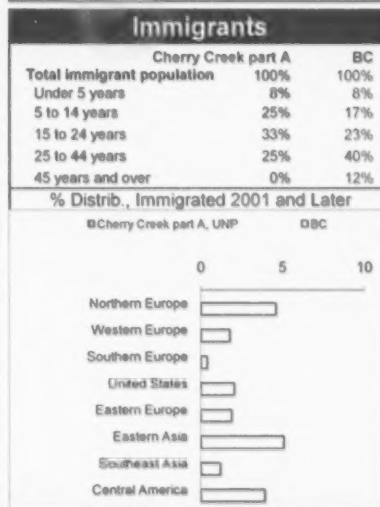 Immigrants
Cherry Creek part A BC
Total immigrant population 100% 100%
Under 5 years 8% 8%
5 to 14 years 25% 17%
15 to 24 years 33% 23%
25 to 44 years 25% 40%
45 years and over 0% 12%
% Distrib., Immigrated 2001 and Later
Cherry Creek part A, UNP BC
0 5 10
Northern Europe
Western Europe
Southern Europe
United States
Eastern Europe
Eastern Asia
Southeast Asia
Central America